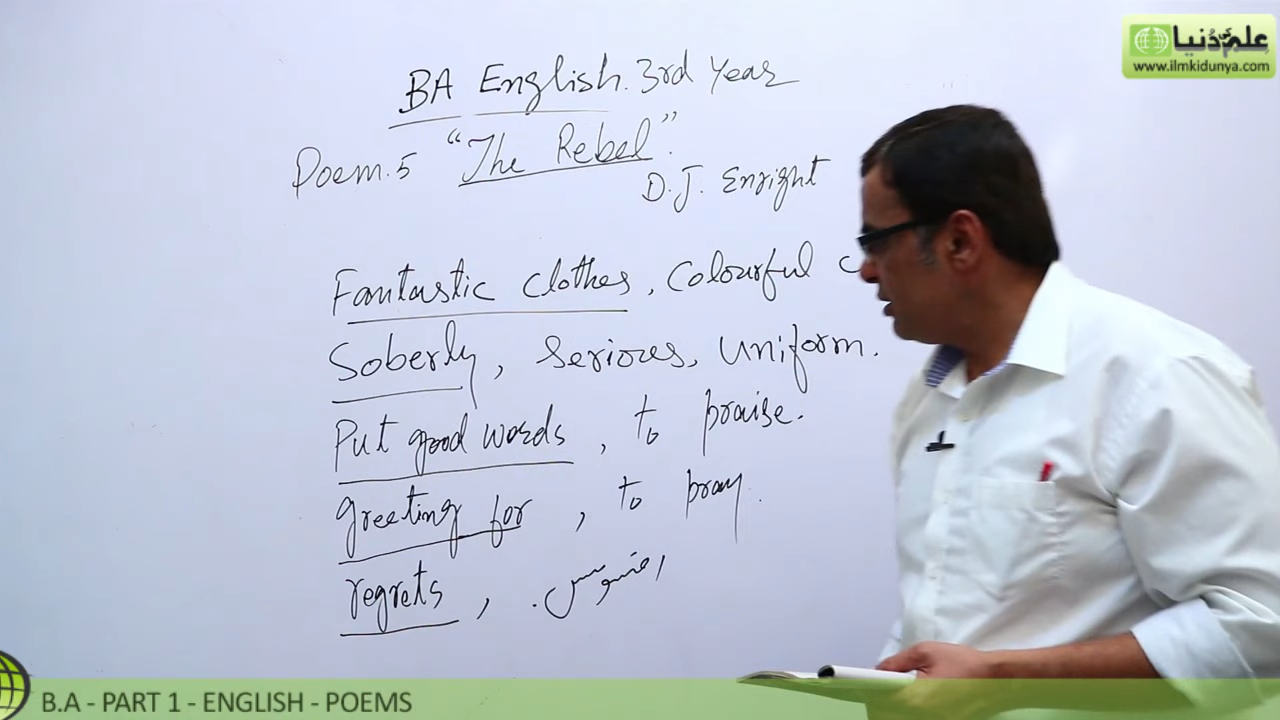 علم کی دنیا
www.ilmkidunya.com
BA English. 3rd Year
Poem. 5 "The Rebel".
D. J. Enright
Fantastic clothes, Colourful c
Soberly, Serious, Uniform.
Put good words, to praise.
greeting for, to pray.
regrets, افسوس.
B.A - PART 1 - ENGLISH - POEMS